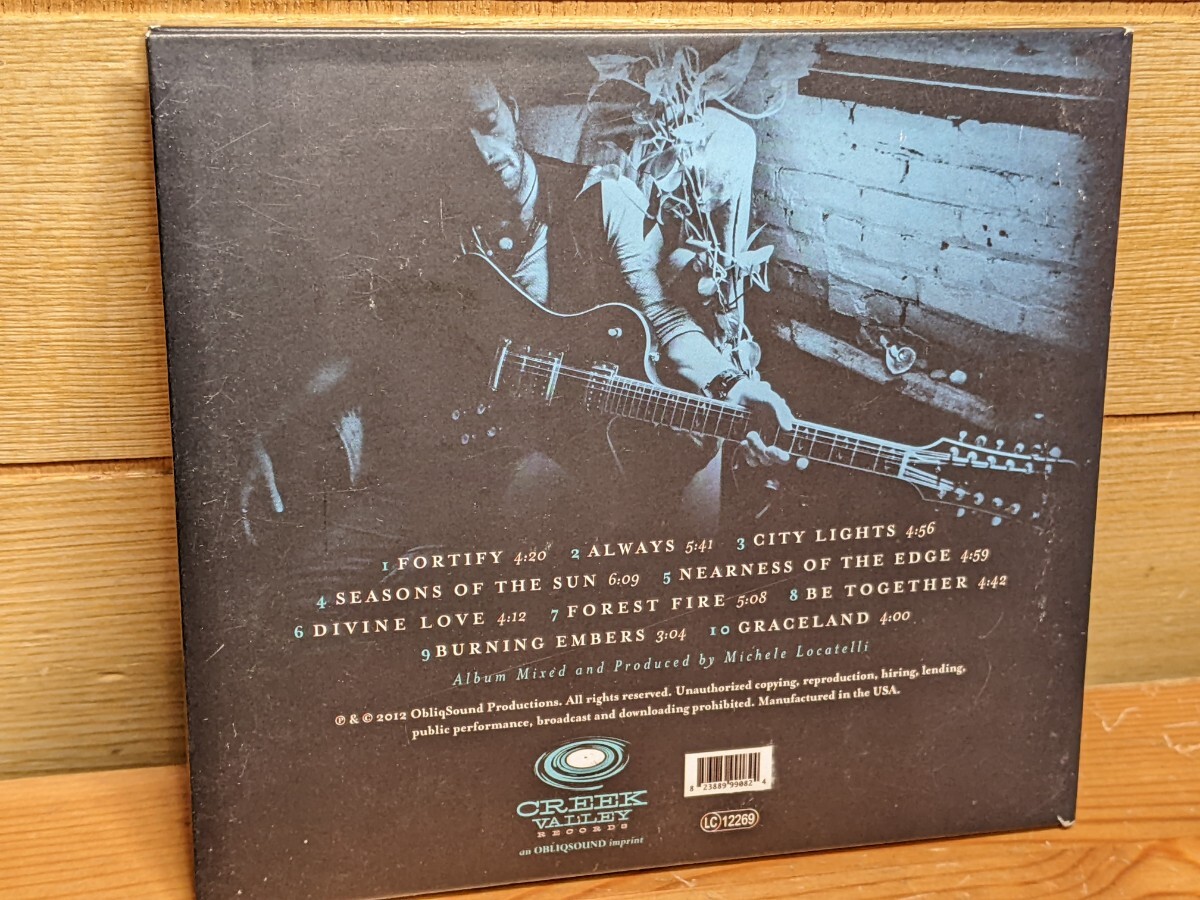 1 FORTIFY 4:20 2 ALWAYS 5:41 3 CITY LIGHTS 4:56
4 SEASONS OF THE SUN 6:09 5 NEARNESS OF THE EDGE 4:59
6 DIVINE LOVE 4:12 7 FOREST FIRE 5:08 8 BE TOGETHER 4:42
9 BURNING EMBERS 3:04 10 GRACELAND 4:00
Album Mixed and Produced by Michele Locatelli
℗ & © 2012 ObliqSound Productions. All rights reserved. Unauthorized copying, reproduction, hiring, lending,
public performance, broadcast and downloading prohibited. Manufactured in the USA.
CREEK
VALLEY
RECORDS
an OBLIQSOUND imprint
8 23889 99082 4
LC 12269